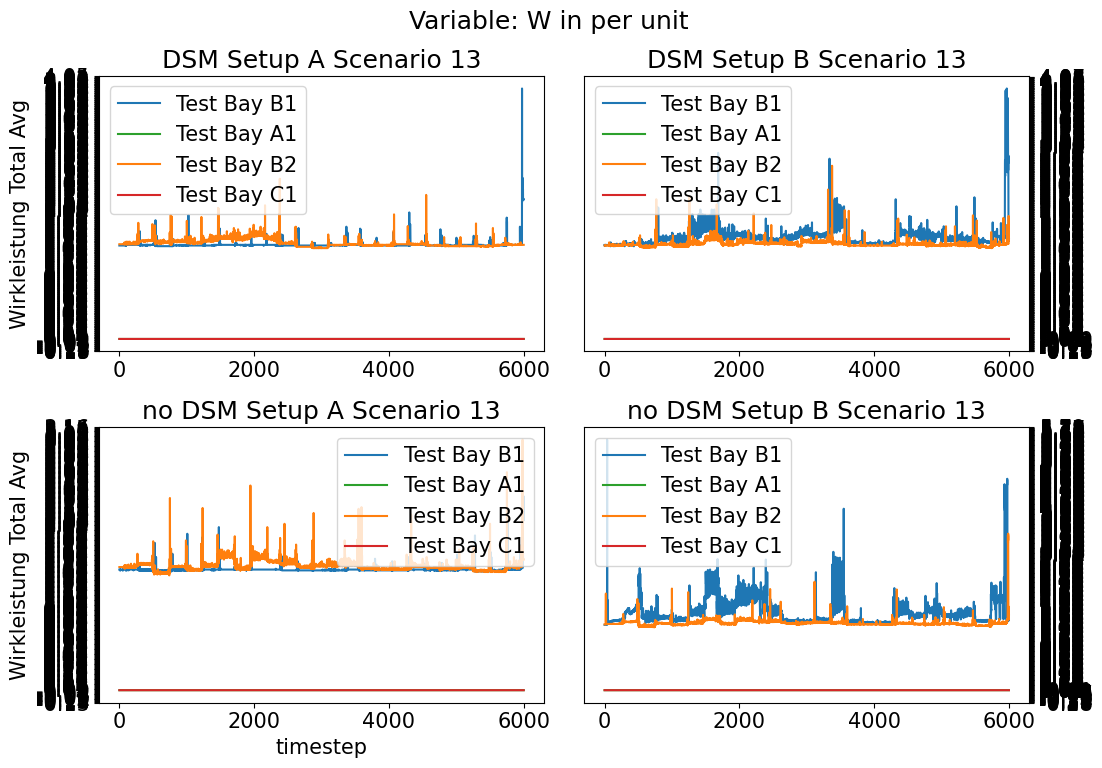 Variable: W in per unit
DSM Setup A Scenario 13
DSM Setup B Scenario 13
Wirkleistung Total Avg
Test Bay B1
Test Bay A1
Test Bay B2
Test Bay C1
Test Bay B1
Test Bay A1
Test Bay B2
Test Bay C1
0 2000 4000 6000
0 2000 4000 6000
no DSM Setup A Scenario 13
no DSM Setup B Scenario 13
Wirkleistung Total Avg
Test Bay B1
Test Bay A1
Test Bay B2
Test Bay C1
Test Bay B1
Test Bay A1
Test Bay B2
Test Bay C1
0 2000 4000 6000
0 2000 4000 6000
timestep